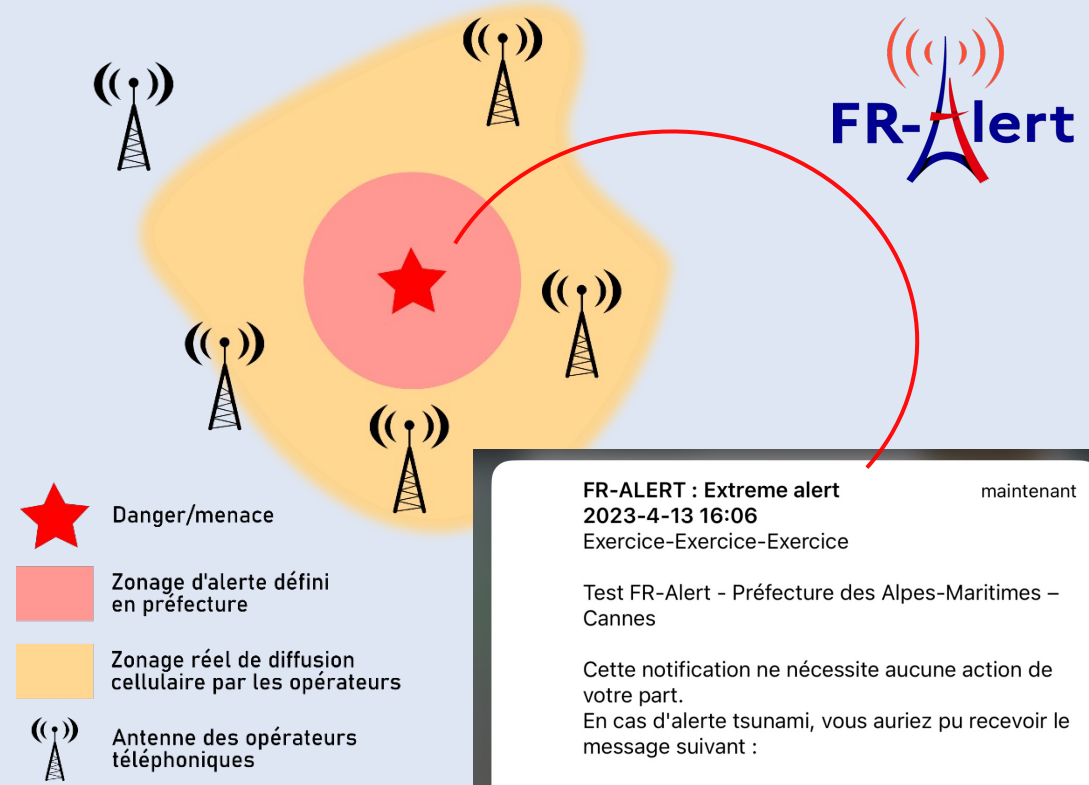 FR-Alert
FR-ALERT : Extreme alert
maintenant
2023-4-13 16:06
Exercice-Exercice-Exercice
Test FR-Alert - Préfecture des Alpes-Maritimes –
Cannes
Cette notification ne nécessite aucune action de
votre part.
En cas d'alerte tsunami, vous auriez pu recevoir le
message suivant :
Danger/menace
Zonage d'alerte défini
en préfecture
Zonage réel de diffusion
cellulaire par les opérateurs
Antenne des opérateurs
téléphoniques